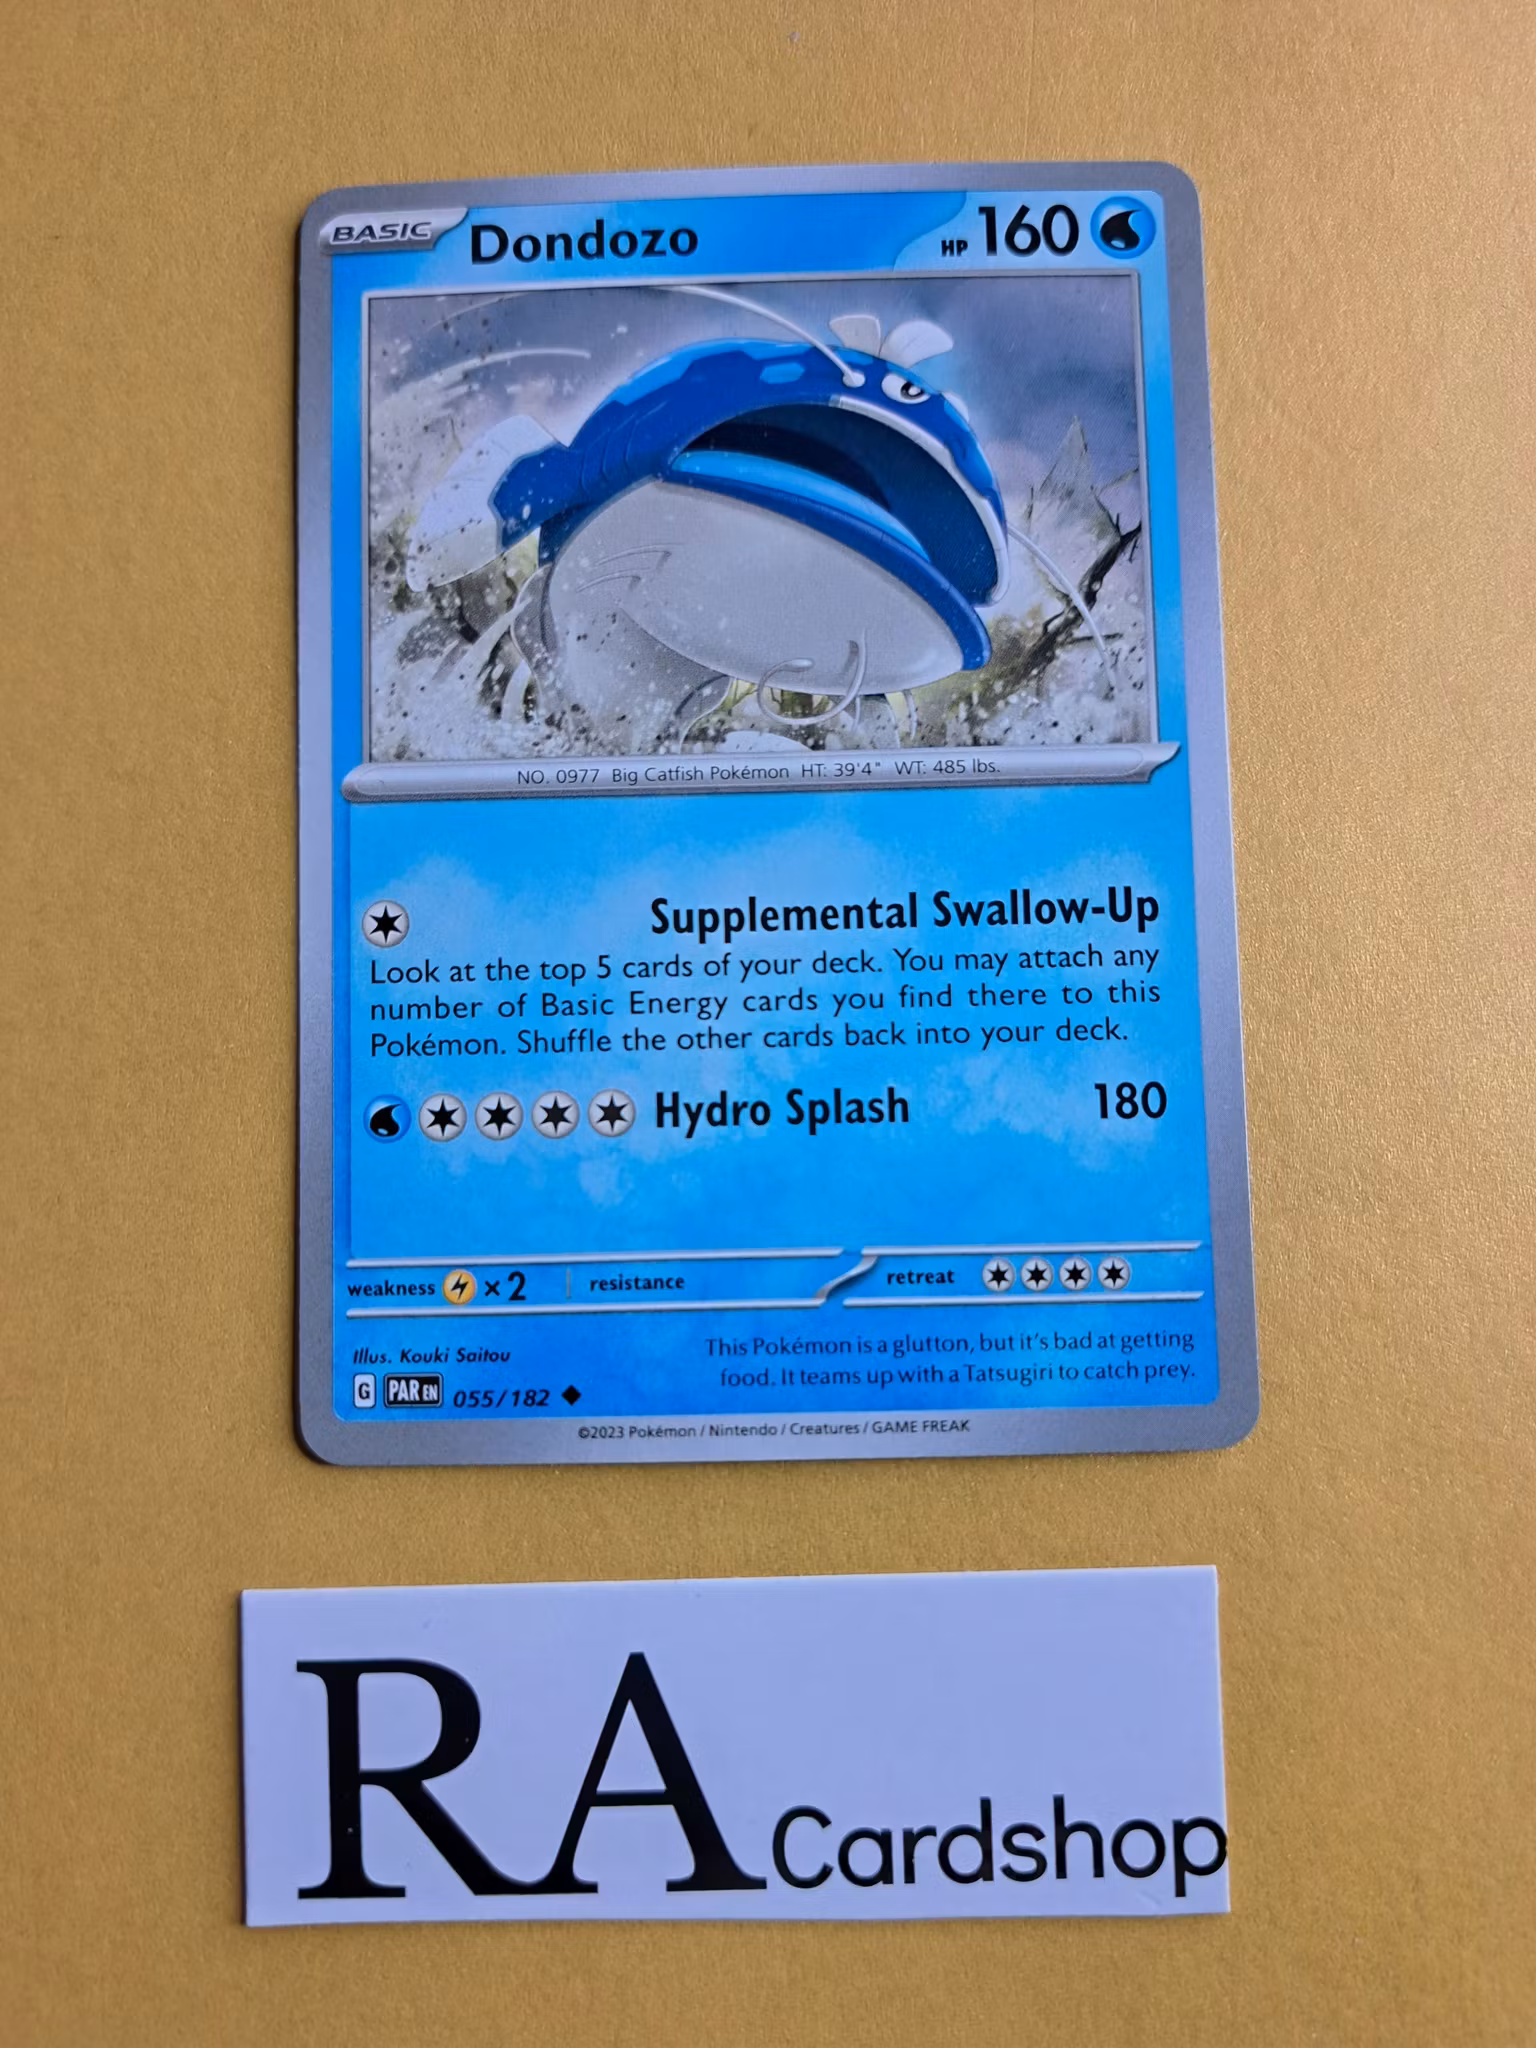 BASIC Dondozo HP 160
NO. 0977 Big Catfish Pokémon HT: 39'4" WT: 485 lbs.
Supplemental Swallow-Up
Look at the top 5 cards of your deck. You may attach any
number of Basic Energy cards you find there to this
Pokémon. Shuffle the other cards back into your deck.
Hydro Splash 180
weakness ×2 resistance retreat
Illus. Kouki Saitou
This Pokémon is a glutton, but it's bad at getting
food. It teams up with a Tatsugiri to catch prey.
G PAR EN 055/182
©2023 Pokémon / Nintendo / Creatures / GAME FREAK
RA Cardshop